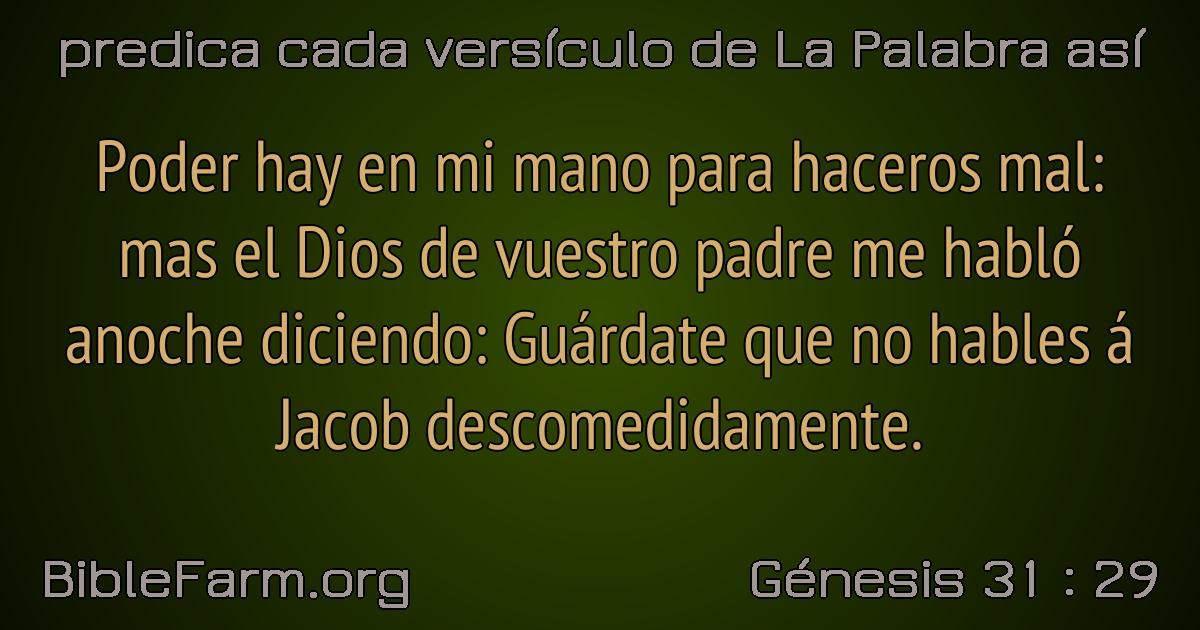 predica cada versículo de La Palabra así
Poder hay en mi mano para haceros mal:
mas el Dios de vuestro padre me habló
anoche diciendo: Guárdate que no hables á
Jacob descomedidamente.
BibleFarm.org
Génesis 31 : 29